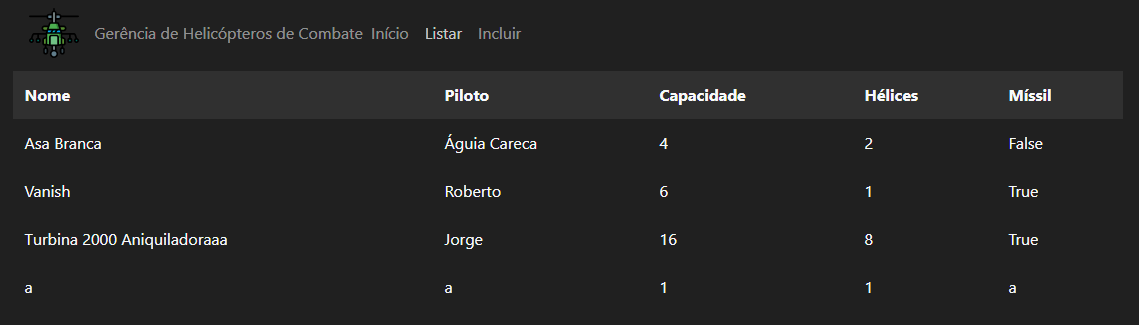 Gerência de Helicópteros de Combate Início Listar Incluir
Nome Piloto Capacidade Hélices Míssil
Asa Branca Águia Careca 4 2 False
Vanish Roberto 6 1 True
Turbina 2000 Aniquiladoraaa Jorge 16 8 True
a a 1 1 a